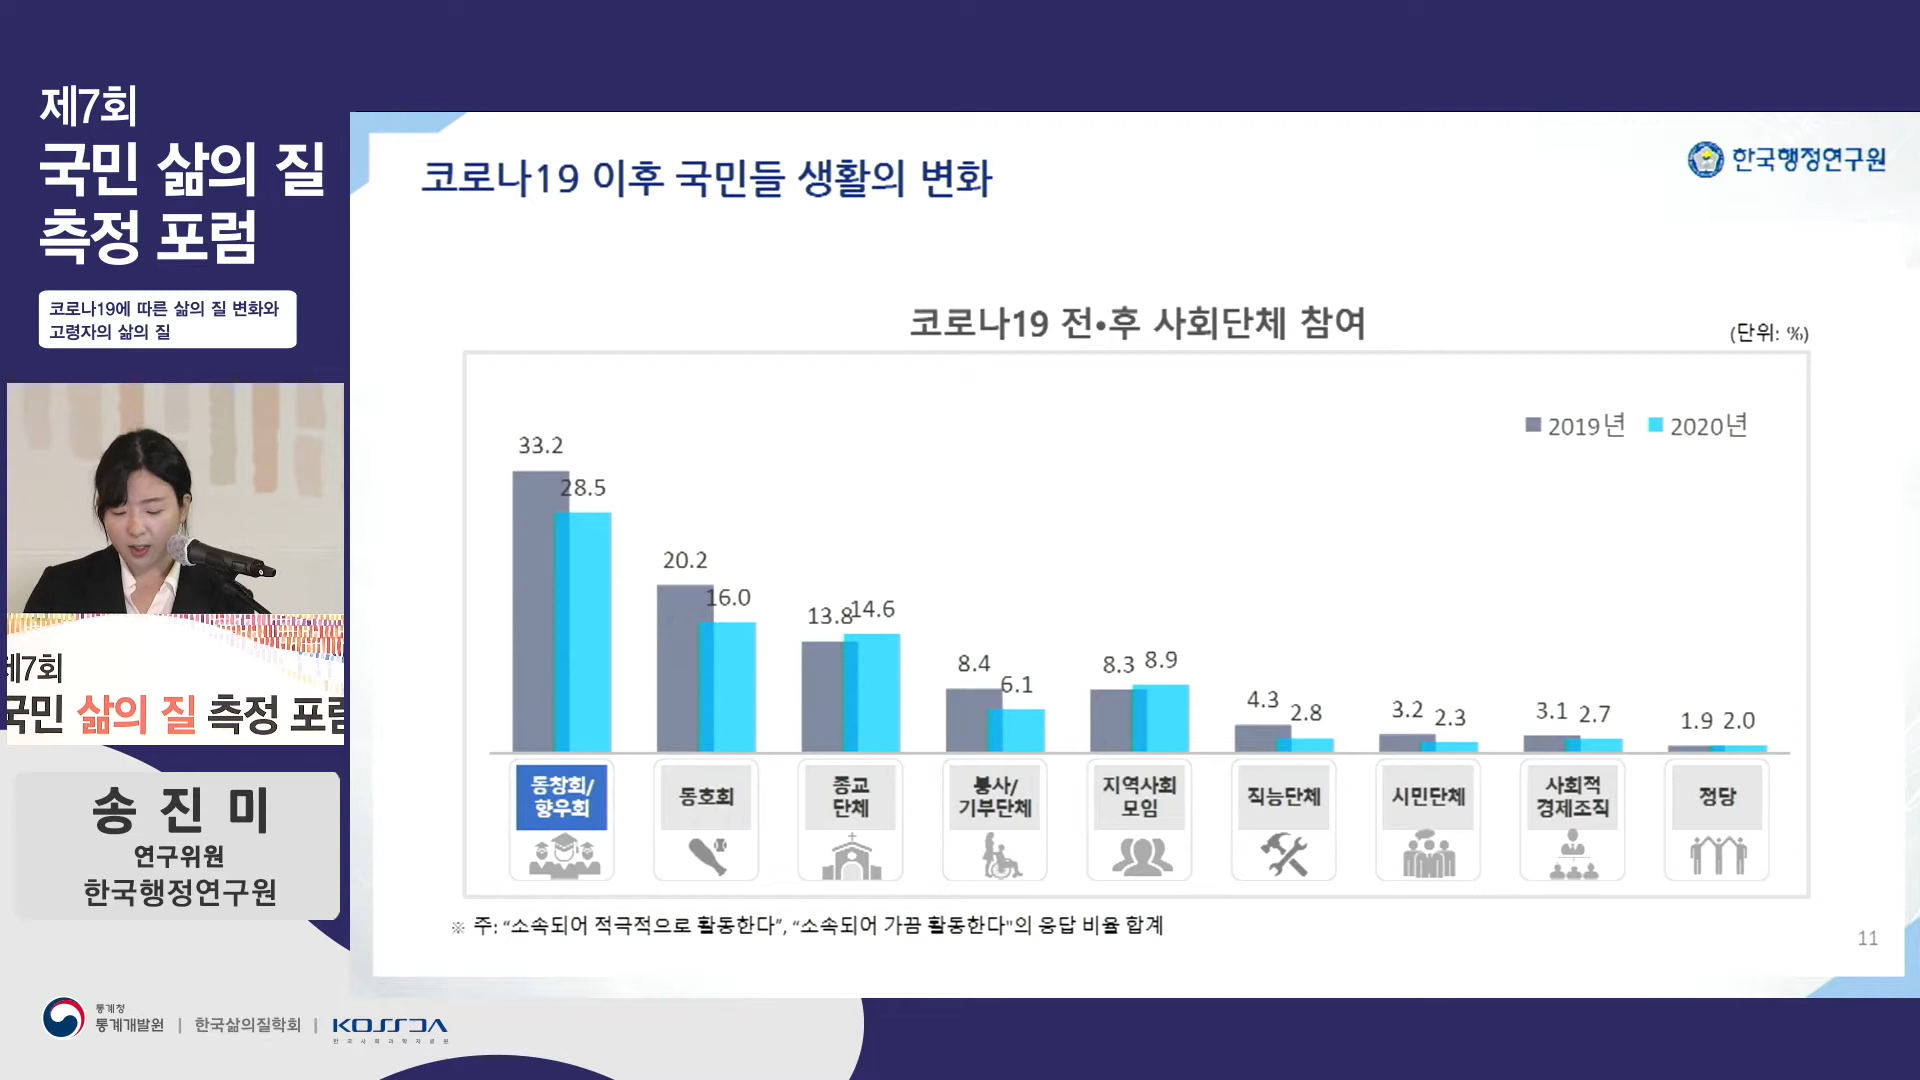 제7회
국민 삶의 질
측정 포럼
코로나19에 따른 삶의 질 변화와
고령자의 삶의 질
제7회
국민 삶의 질 측정 포럼
송 진 미
연구위원
한국행정연구원
통계청
통계개발원 | 한국삶의질학회 | KOSSDA
한국사회과학자료원
코로나19 이후 국민들 생활의 변화
한국행정연구원
코로나19 전•후 사회단체 참여
(단위: %)
2019년 2020년
33.2 28.5
20.2 16.0
13.8 14.6
8.4 6.1
8.3 8.9
4.3 2.8
3.2 2.3
3.1 2.7
1.9 2.0
동창회/
향우회
동호회
종교
단체
봉사/
기부단체
지역사회
모임
직능단체
시민단체
사회적
경제조직
정당
※ 주: “소속되어 적극적으로 활동한다”, “소속되어 가끔 활동한다"의 응답 비율 합계
11